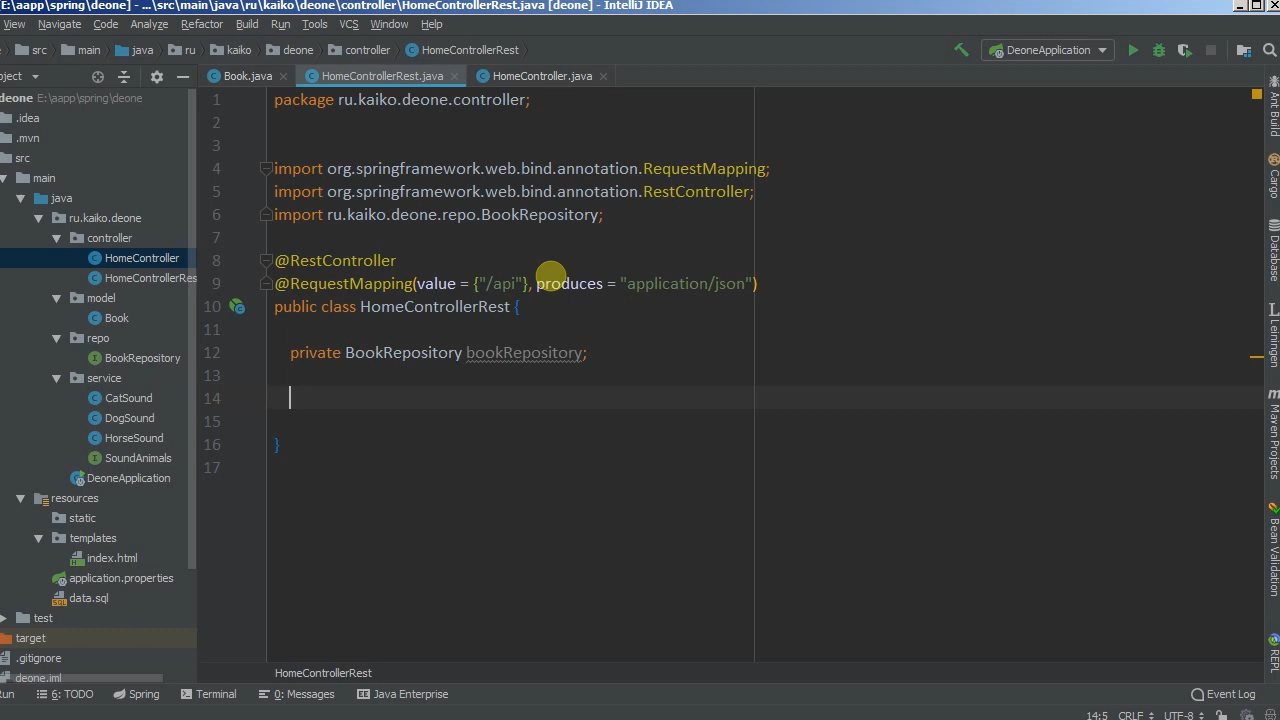 E:\aapp\spring\deone] - ...\src\main\java\ru\kaiko\deone\controller\HomeControllerRest.java [deone] - IntelliJ IDEA
View Navigate Code Analyze Refactor Build Run Tools VCS Window Help
src main java ru kaiko deone controller HomeControllerRest DeoneApplication
oject Book.java HomeControllerRest.java HomeController.java
deone E:\aapp\spring\deone
.idea
.mvn
src
main
java
ru.kaiko.deone
controller
HomeController
HomeControllerRes
model
Book
repo
BookRepository
service
CatSound
DogSound
HorseSound
SoundAnimals
DeoneApplication
resources
static
templates
index.html
application.properties
data.sql
test
target
.gitignore
deone.iml
1 package ru.kaiko.deone.controller;
2
3
4 import org.springframework.web.bind.annotation.RequestMapping;
5 import org.springframework.web.bind.annotation.RestController;
6 import ru.kaiko.deone.repo.BookRepository;
7
8 @RestController
9 @RequestMapping(value = {"/api"}, produces = "application/json")
10 public class HomeControllerRest {
11
12 private BookRepository bookRepository;
13
14
15
16 }
17
Ant Build
Cargo
Database
Leiningen
Maven Projects
Bean Validation
REPL
HomeControllerRest
Run 6: TODO Spring Terminal 0: Messages Java Enterprise Event Log
14:5 CRLF UTF-8